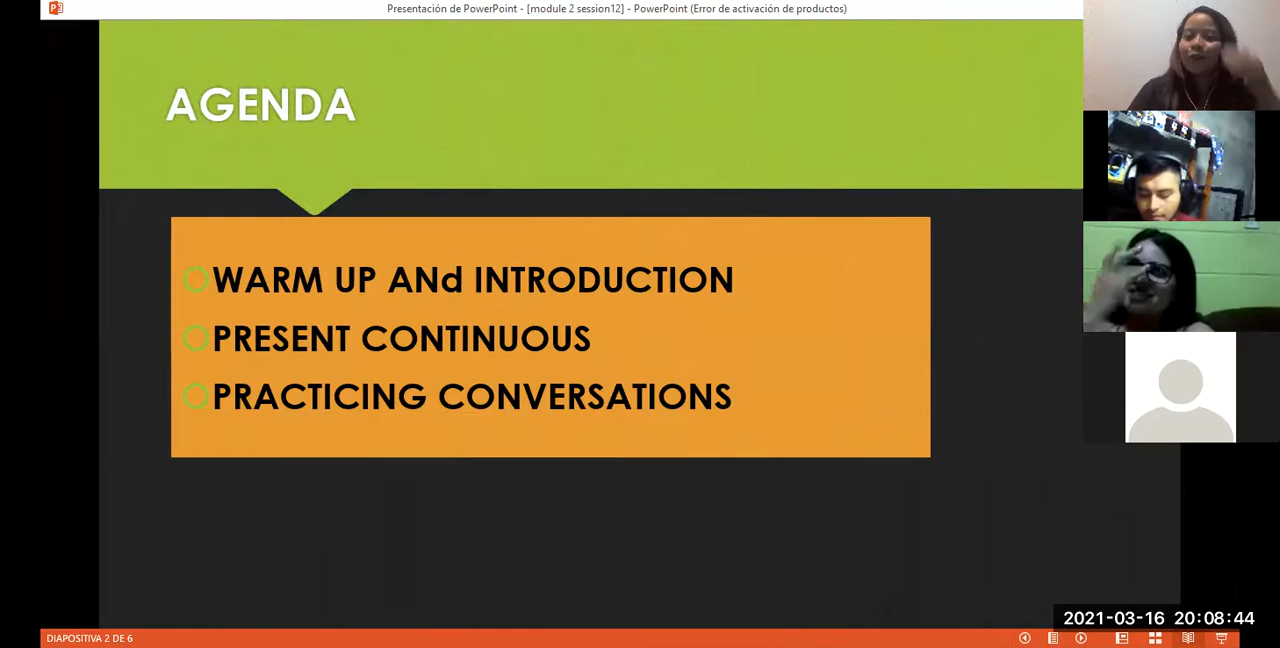 Presentación de PowerPoint - [module 2 session12] - PowerPoint (Error de activación de productos)
AGENDA
WARM UP ANd INTRODUCTION
PRESENT CONTINUOUS
PRACTICING CONVERSATIONS
2021-03-16 20:08:44
DIAPOSITIVA 2 DE 6